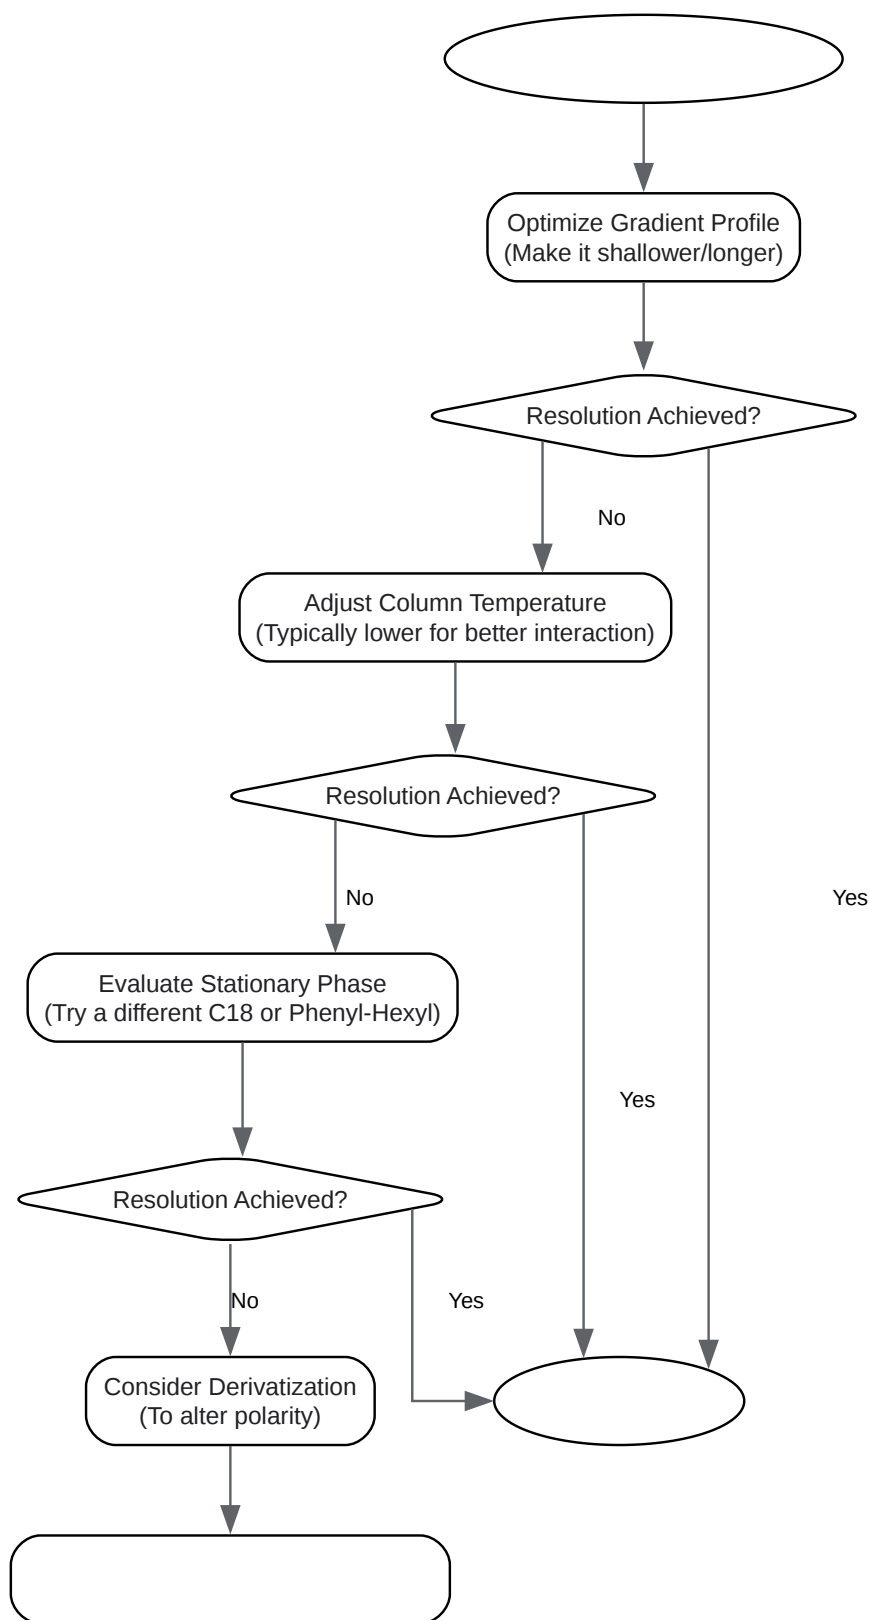 Optimize Gradient Profile
(Make it shallower/longer)
Resolution Achieved?
No
Adjust Column Temperature
(Typically lower for better interaction)
Resolution Achieved?
No
Yes
Evaluate Stationary Phase
(Try a different C18 or Phenyl-Hexyl)
Yes
Resolution Achieved?
No
Yes
Consider Derivatization
(To alter polarity)